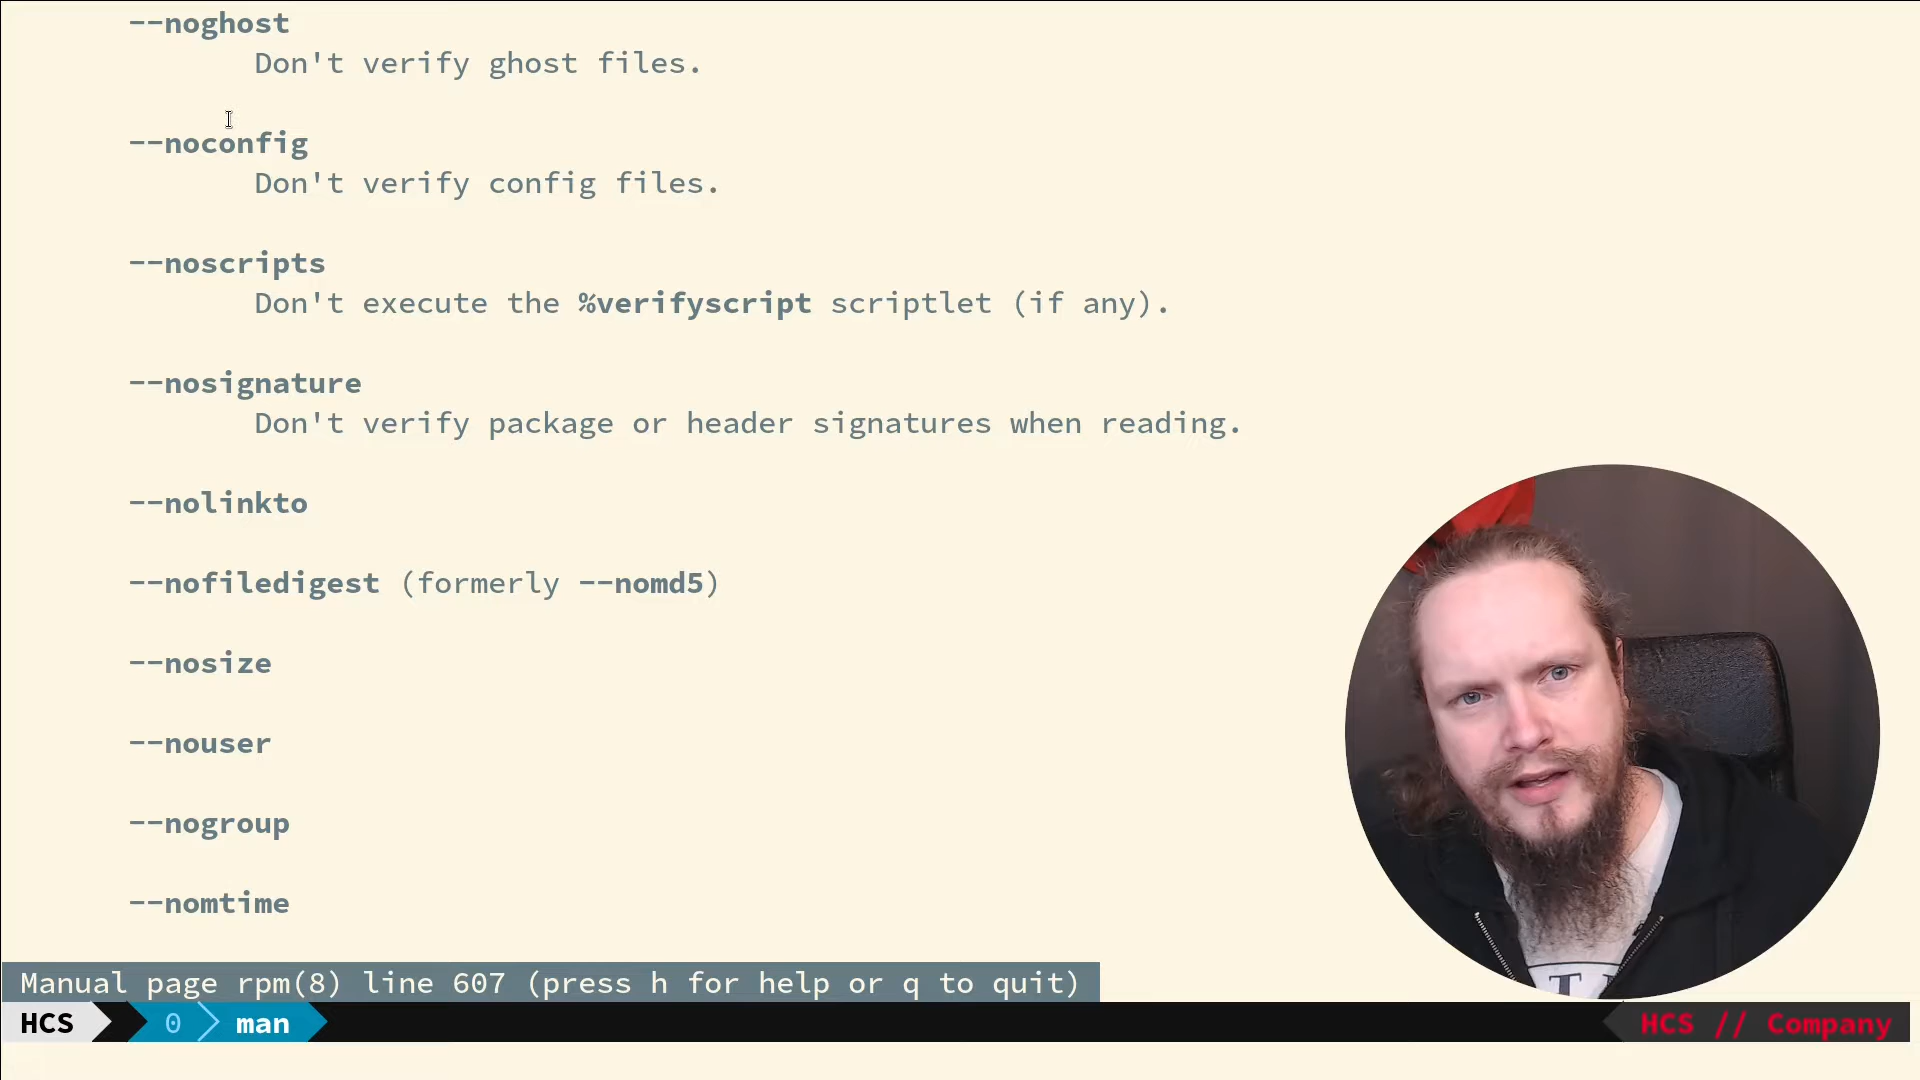 --noghost
Don't verify ghost files.
--noconfig
Don't verify config files.
--noscripts
Don't execute the %verifyscript scriptlet (if any).
--nosignature
Don't verify package or header signatures when reading.
--nolinkto
--nofiledigest (formerly --nomd5)
--nosize
--nouser
--nogroup
--nomtime
Manual page rpm(8) line 607 (press h for help or q to quit)
HCS 0 man HCS // Company